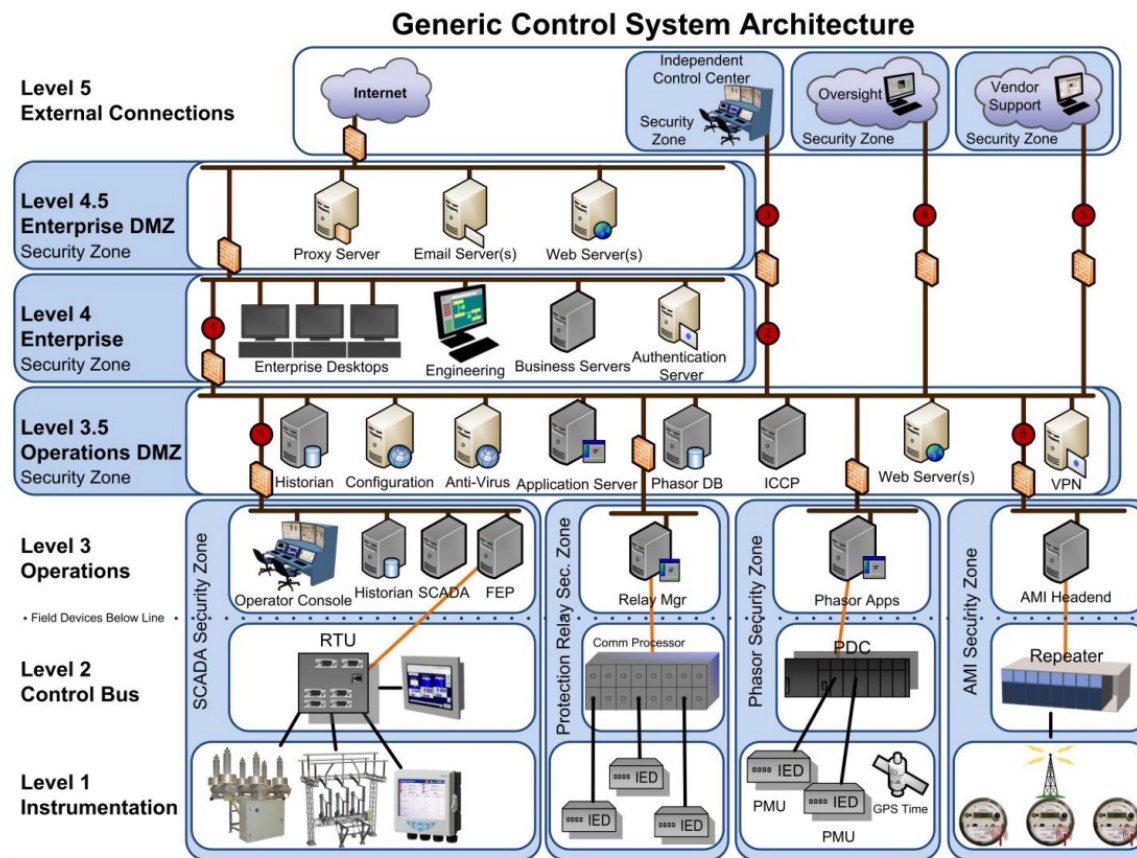 Generic Control System Architecture
Level 5
External Connections
Internet
Independent
Control Center
Security
Zone
Oversight
Security Zone
Vendor
Support
Security Zone
Level 4.5
Enterprise DMZ
Security Zone
Proxy Server
Email Server(s)
Web Server(s)
3
4
5
Level 4
Enterprise
Security Zone
1
Enterprise Desktops
Engineering
Business Servers
Authentication
Server
2
Level 3.5
Operations DMZ
Security Zone
1
Historian
Configuration
Anti-Virus
Application Server
Phasor DB
ICCP
Web Server(s)
6
VPN
Level 3
Operations
SCADA Security Zone
Operator Console
Historian
SCADA
FEP
Protection Relay Sec. Zone
Relay Mgr
Phasor Security Zone
Phasor Apps
AMI Security Zone
AMI Headend
Field Devices Below Line
Level 2
Control Bus
RTU
Comm Processor
PDC
Repeater
Level 1
Instrumentation
IED
IED
IED
IED
PMU
IED
PMU
GPS Time